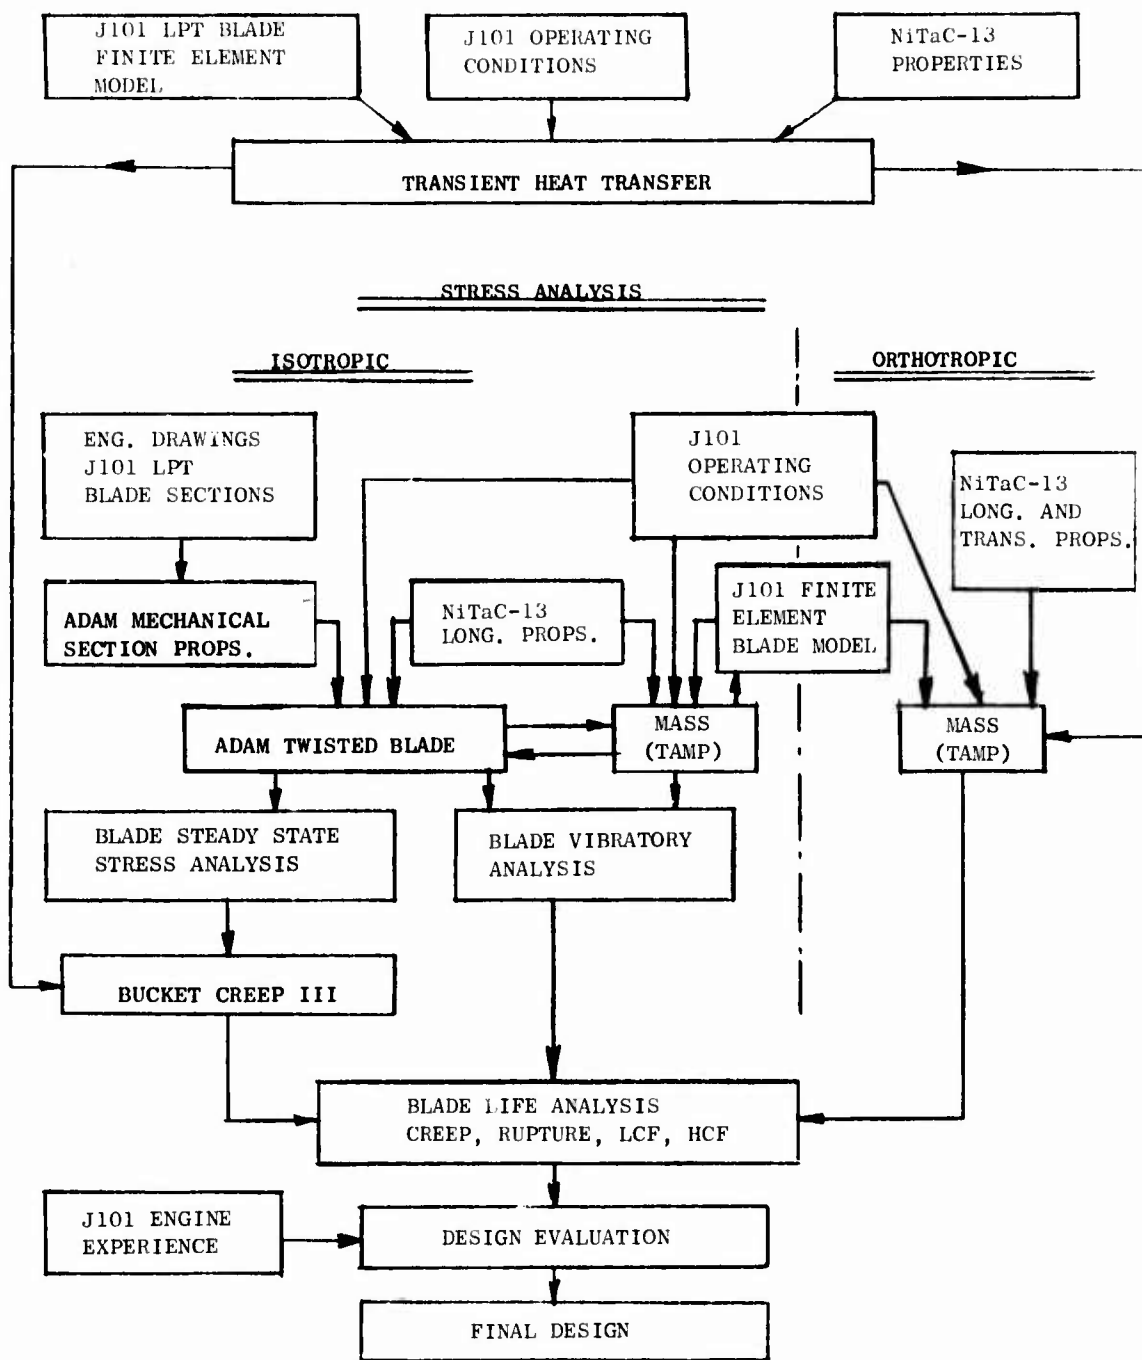 J101 LPT BLADE
FINITE ELEMENT
MODEL
J101 OPERATING
CONDITIONS
NiTaC-13
PROPERTIES
TRANSIENT HEAT TRANSFER
STRESS ANALYSIS
ISOTROPIC
ORTHOTROPIC
ENG. DRAWINGS
J101 LPT
BLADE SECTIONS
J101
OPERATING
CONDITIONS
NiTaC-13
LONG. AND
TRANS. PROPS.
ADAM MECHANICAL
SECTION PROPS.
NiTaC-13
LONG. PROPS.
J101 FINITE
ELEMENT
BLADE MODEL
ADAM TWISTED BLADE
MASS
(TAMP)
MASS
(TAMP)
BLADE STEADY STATE
STRESS ANALYSIS
BLADE VIBRATORY
ANALYSIS
BUCKET CREEP III
BLADE LIFE ANALYSIS
CREEP, RUPTURE, LCF, HCF
J101 ENGINE
EXPERIENCE
DESIGN EVALUATION
FINAL DESIGN